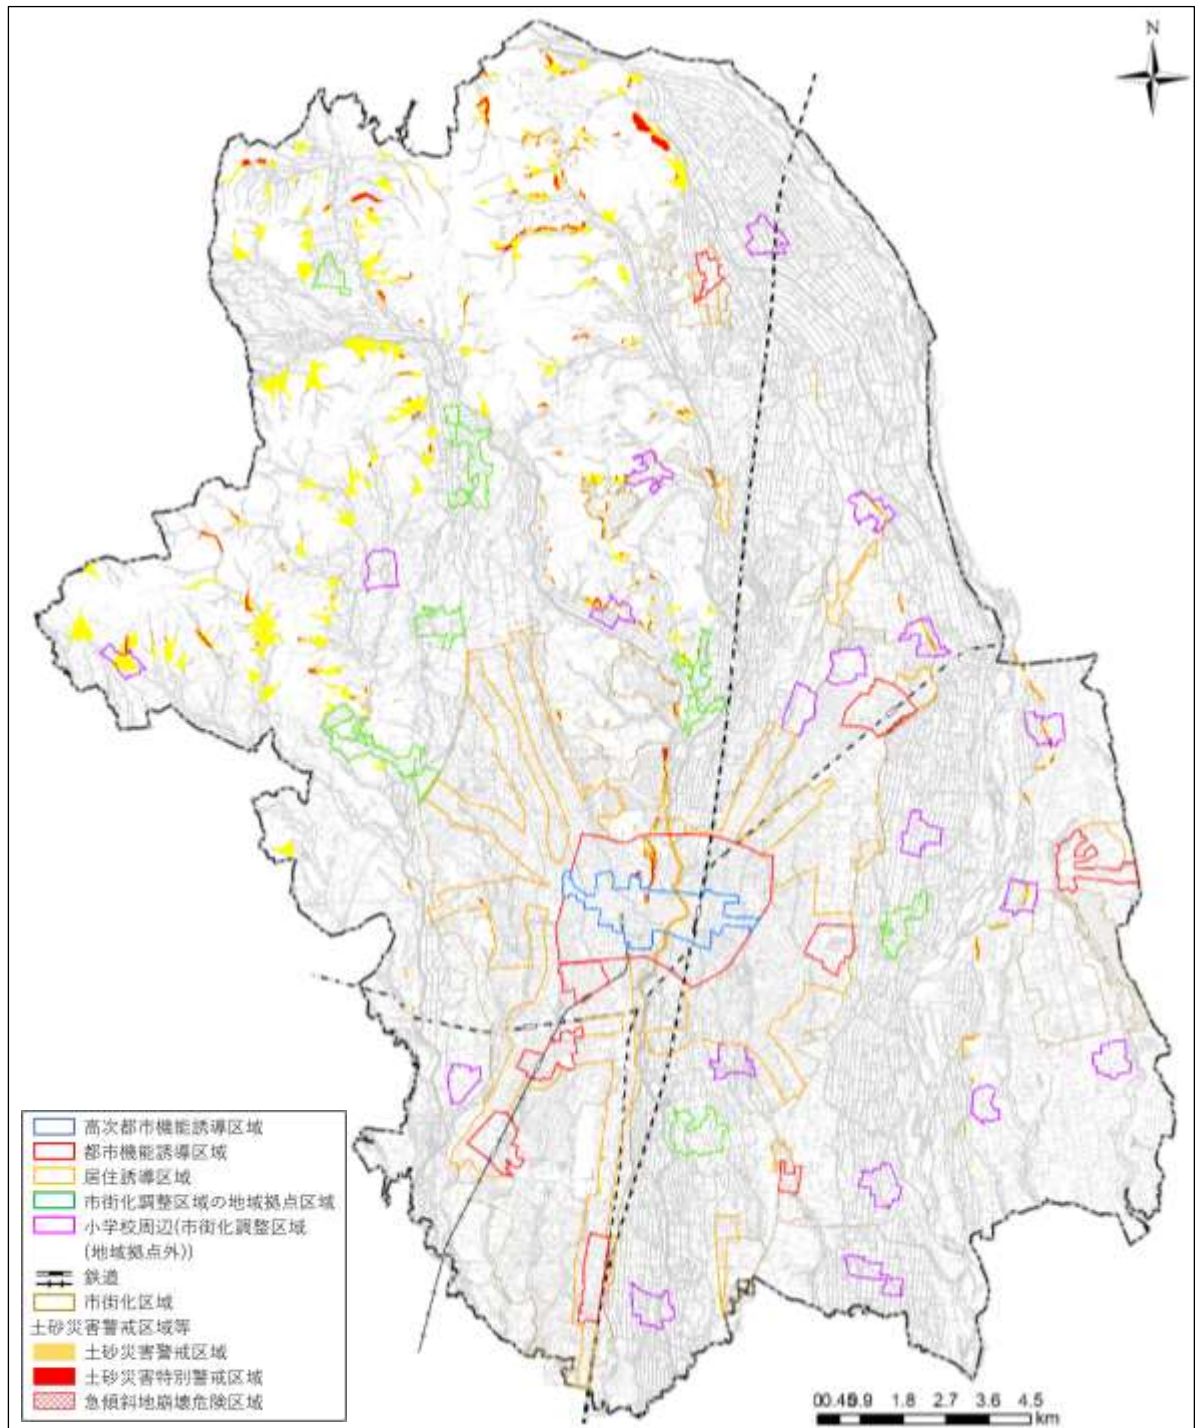 N
高次都市機能誘導区域
都市機能誘導区域
居住誘導区域
市街化調整区域の地域拠点区域
小学校周辺(市街化調整区域
(地域拠点外))
鉄道
市街化区域
土砂災害警戒区域等
土砂災害警戒区域
土砂災害特別警戒区域
急傾斜地崩壊危険区域
00.450.9 1.8 2.7 3.6 4.5
km